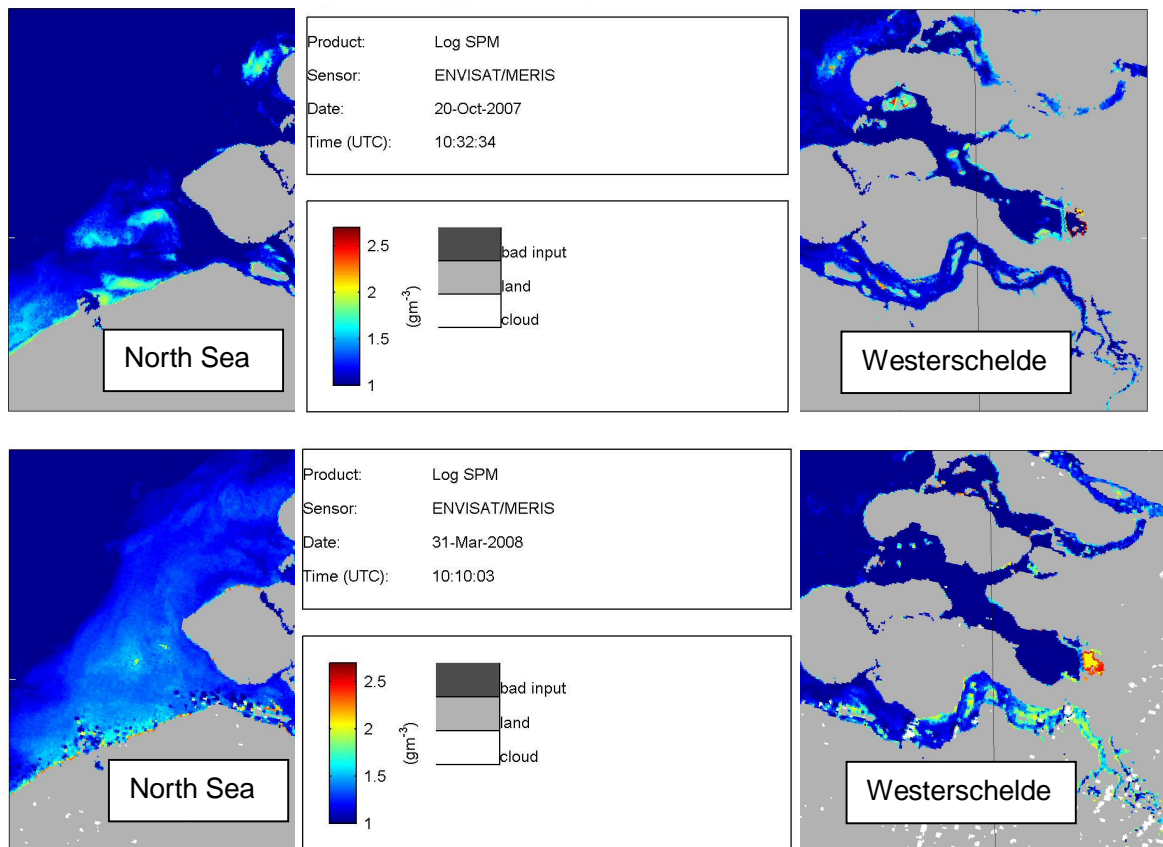 Product: Log SPM
Sensor: ENVISAT/MERIS
Date: 20-Oct-2007
Time (UTC): 10:32:34
2.5
2
1.5
1
(gm-3)
bad input
land
cloud
North Sea
Westerschelde
Product: Log SPM
Sensor: ENVISAT/MERIS
Date: 31-Mar-2008
Time (UTC): 10:10:03
2.5
2
1.5
1
(gm-3)
bad input
land
cloud
North Sea
Westerschelde